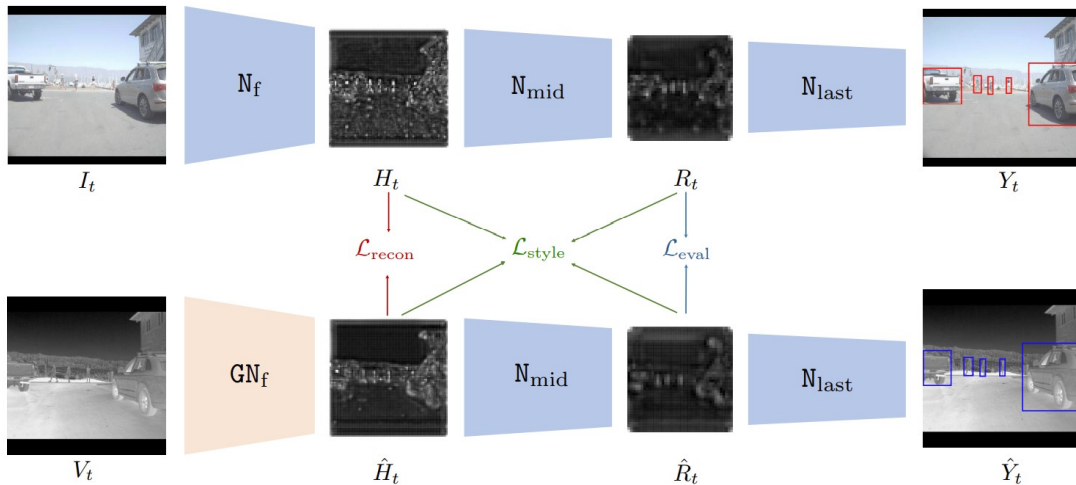 N_f
N_mid
N_last
I_t
H_t
R_t
Y_t
ℒ_recon
ℒ_style
ℒ_eval
GN_f
N_mid
N_last
V_t
Ĥ_t
R̂_t
Ŷ_t